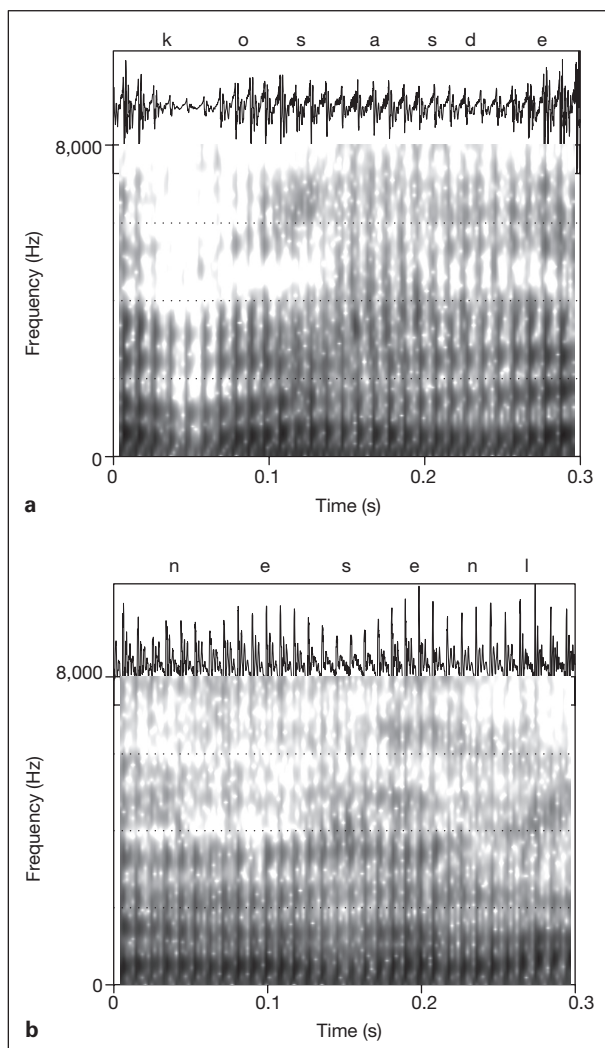 k o s a s d e
8,000
Frequency (Hz)
0
0 0.1 0.2 0.3
Time (s)
a
n e s e n l
8,000
Frequency (Hz)
0
0 0.1 0.2 0.3
Time (s)
b